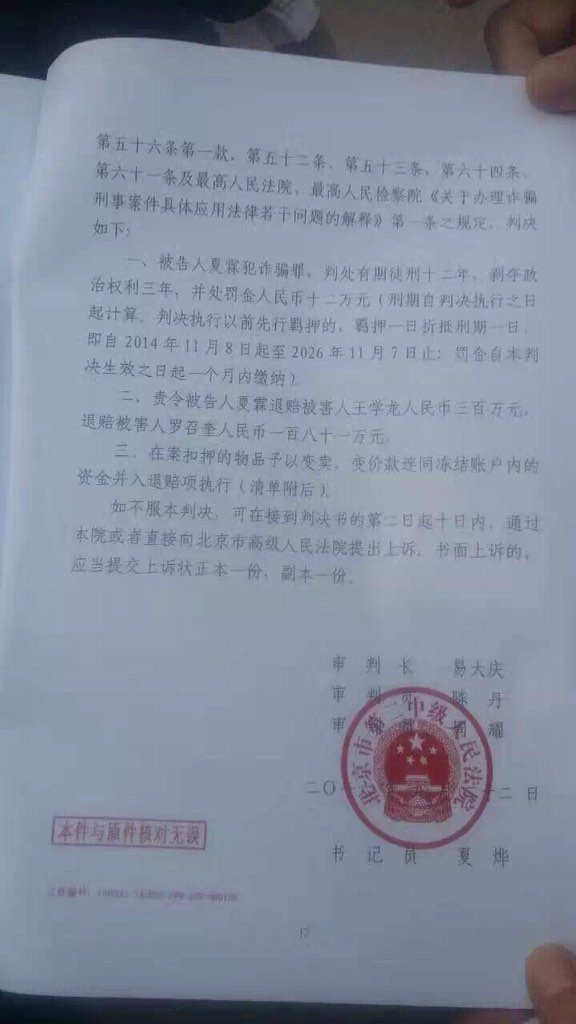 第五十六条第一款，第五十二条、第五十三条、第六十四条、
第六十一条及最高人民法院、最高人民检察院《关于办理诈骗
刑事案件具体应用法律若干问题的解释》第一条之规定，判决
如下：
一、被告人夏霖犯诈骗罪，判处有期徒刑十二年，剥夺政
治权利三年，并处罚金人民币十二万元（刑期自判决执行之日
起计算。判决执行以前先行羁押的，羁押一日折抵刑期一日，
即自2014年11月8日起至2026年11月7日止；罚金自本判
决生效之日起一个月内缴纳）。
二、责令被告人夏霖退赔被害人王学龙人民币三百万元，
退赔被害人罗召奎人民币一百八十一万元。
三、在案扣押的物品予以变卖，变价款连同冻结账户内的
资金并入退赔项执行（清单附后）。
如不服本判决，可在接到判决书的第二日起十日内，通过
本院或者直接向北京市高级人民法院提出上诉。书面上诉的，
应当提交上诉状正本一份，副本一份。
审 判 长 易大庆
审 判 员 陈 丹
审 耀
北京市第二中级人民法院
二〇 十二 日
本件与原件核对无误
书 记 员 夏 烨
17